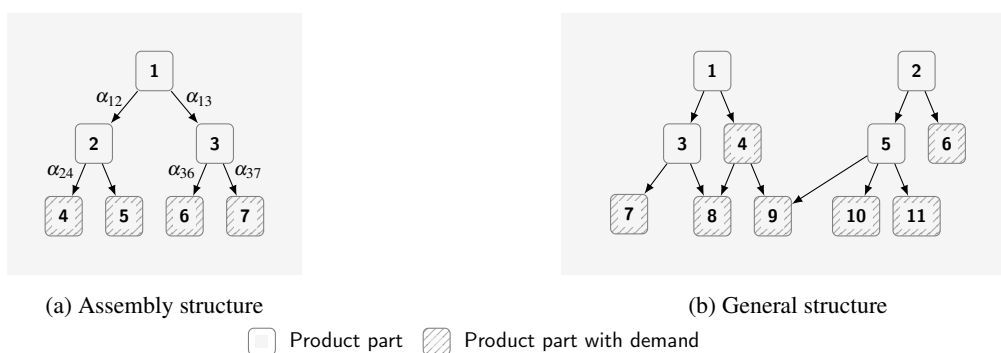 1
2
α12
α13
2
3
3
4
5
6
α24
α36
α37
4
5
6
7
7
8
9
10
11
(a) Assembly structure
(b) General structure
Product part
Product part with demand